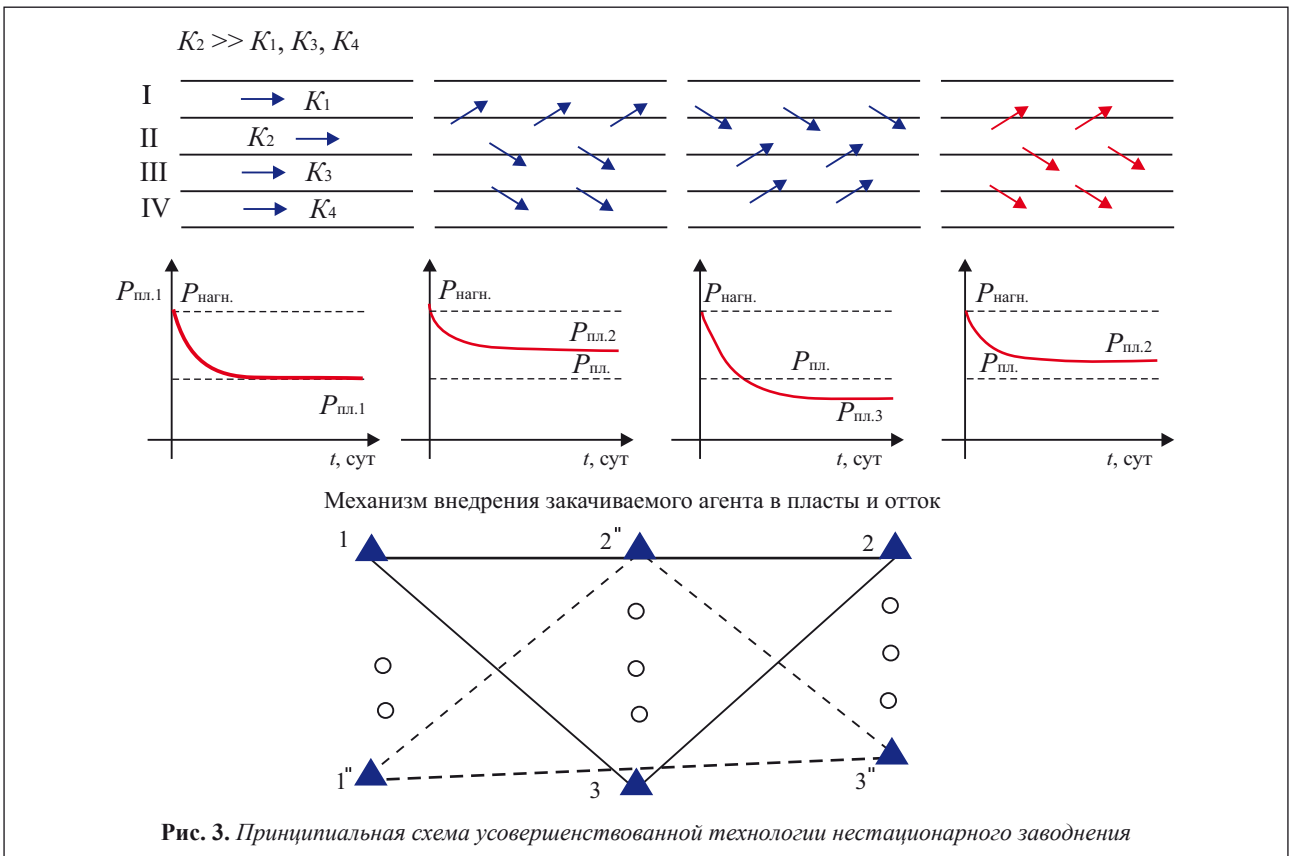 K2 >> K1, K3, K4
I K1
II K2
III K3
IV K4
Pпл.1 Pнагн. Pнагн. Pнагн. Pнагн.
Pпл.2 Pпл.2
Pпл. Pпл. Pпл.
Pпл.1 Pпл.3
t, сут t, сут t, сут t, сут
Механизм внедрения закачиваемого агента в пласты и отток
1 2" 2
1" 3 3"
Рис. 3. Принципиальная схема усовершенствованной технологии нестационарного заводнения